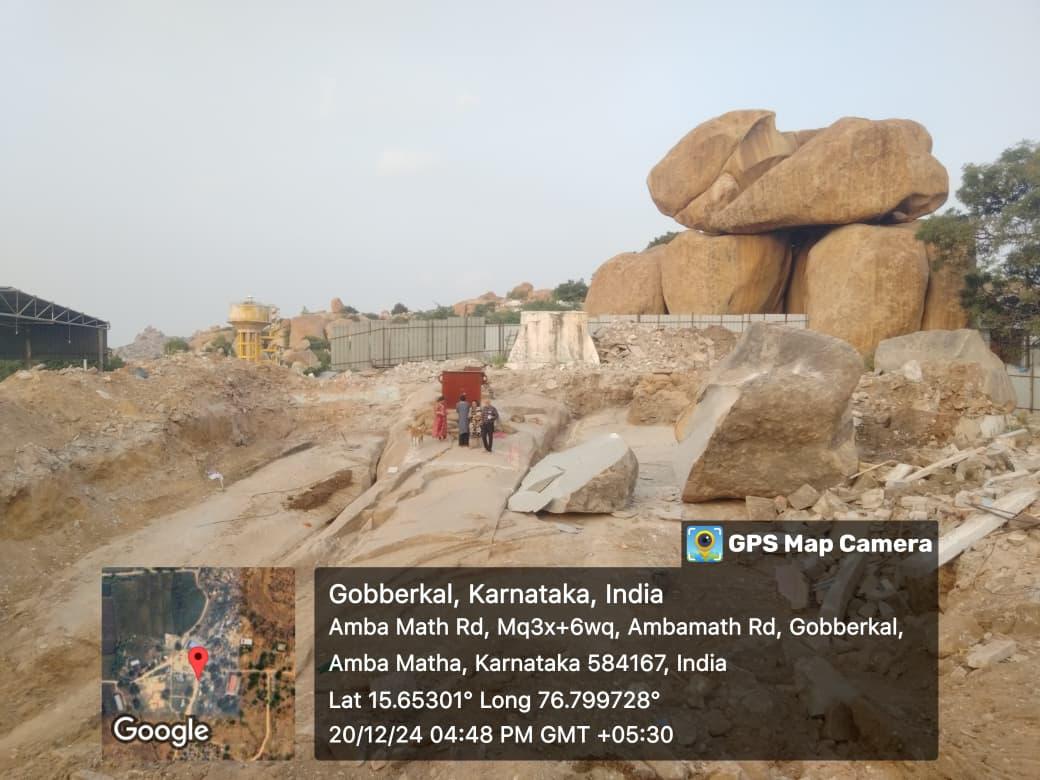 GPS Map Camera
Gobberkal, Karnataka, India
Amba Math Rd, Mq3x+6wq, Ambamath Rd, Gobberkal,
Amba Matha, Karnataka 584167, India
Lat 15.65301° Long 76.799728°
20/12/24 04:48 PM GMT +05:30
Google